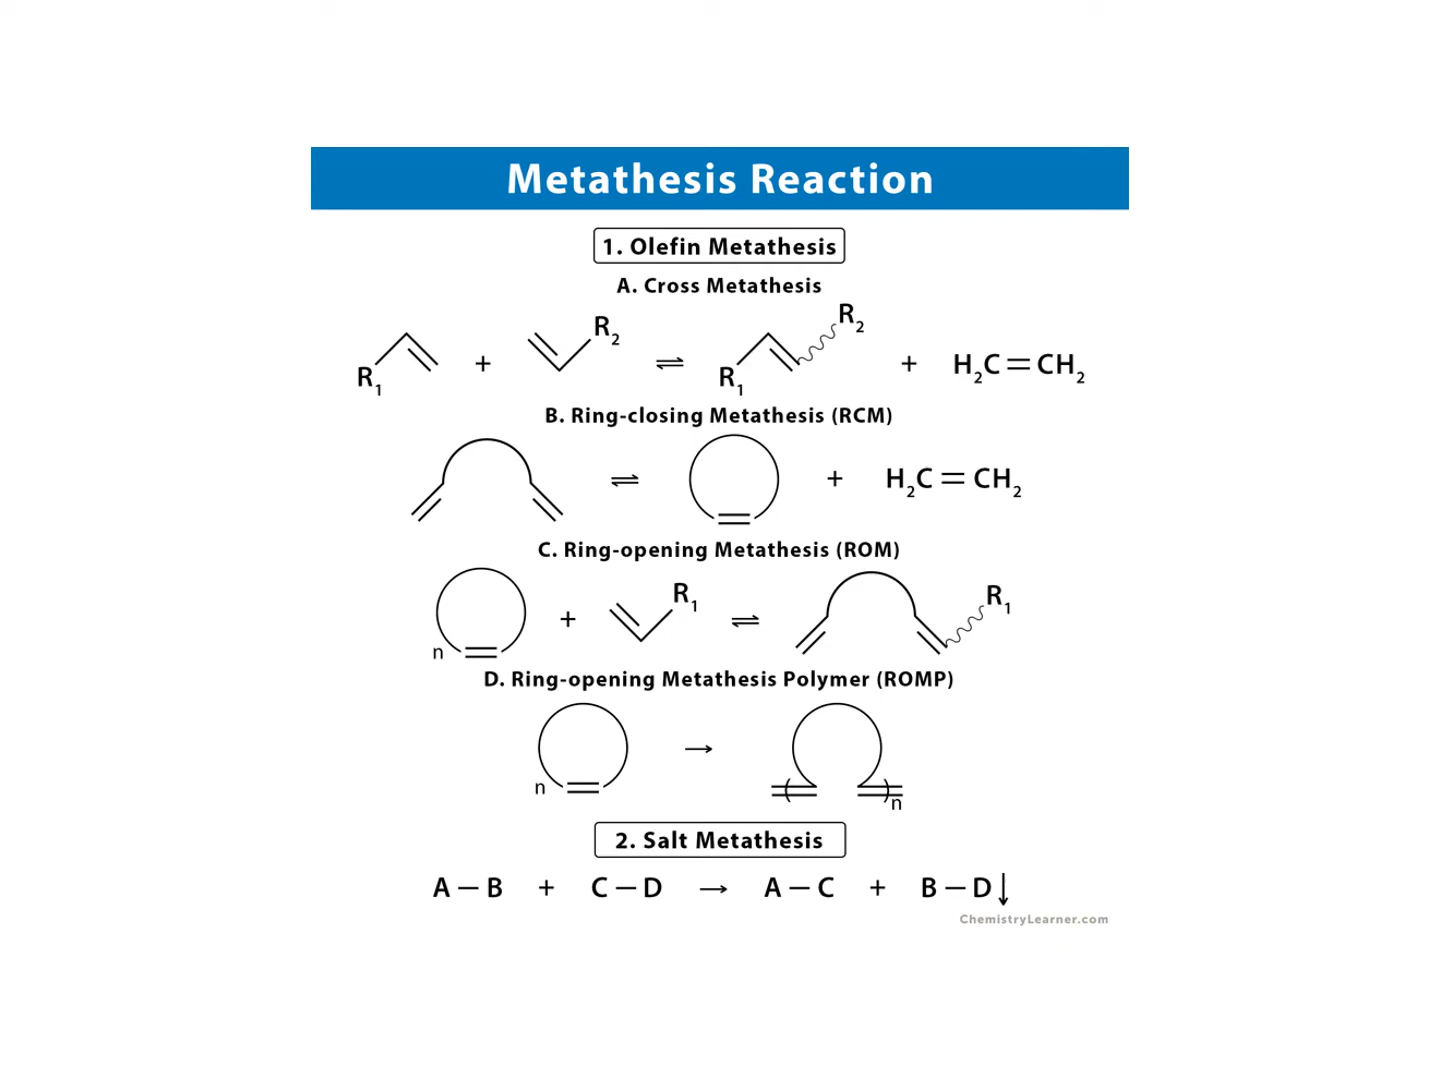 Metathesis Reaction
1. Olefin Metathesis
A. Cross Metathesis
R1 + R2 ⇌ R1 R2 + H2C=CH2
B. Ring-closing Metathesis (RCM)
⇌ + H2C=CH2
C. Ring-opening Metathesis (ROM)
n + R1 ⇌ R1
D. Ring-opening Metathesis Polymer (ROMP)
n → ( )n
2. Salt Metathesis
A—B + C—D → A—C + B—D↓
ChemistryLearner.com